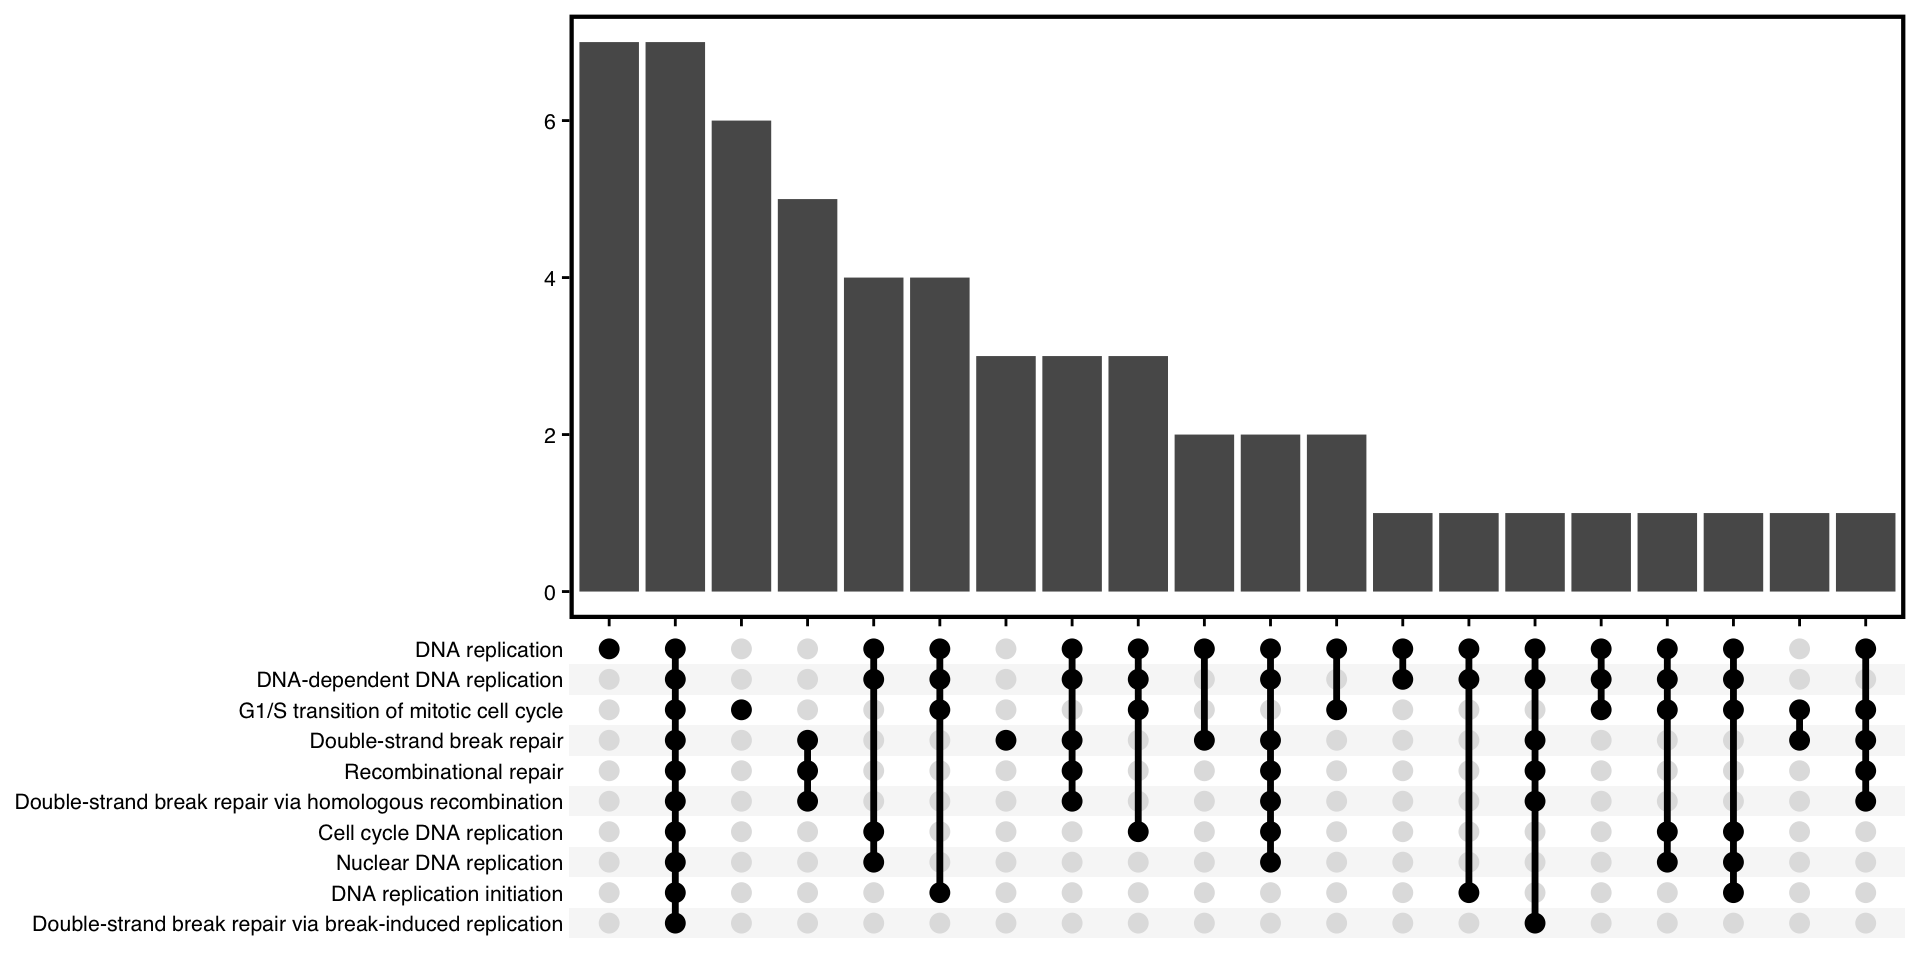 6
4
2
0
DNA replication
DNA-dependent DNA replication
G1/S transition of mitotic cell cycle
Double-strand break repair
Recombinational repair
Double-strand break repair via homologous recombination
Cell cycle DNA replication
Nuclear DNA replication
DNA replication initiation
Double-strand break repair via break-induced replication